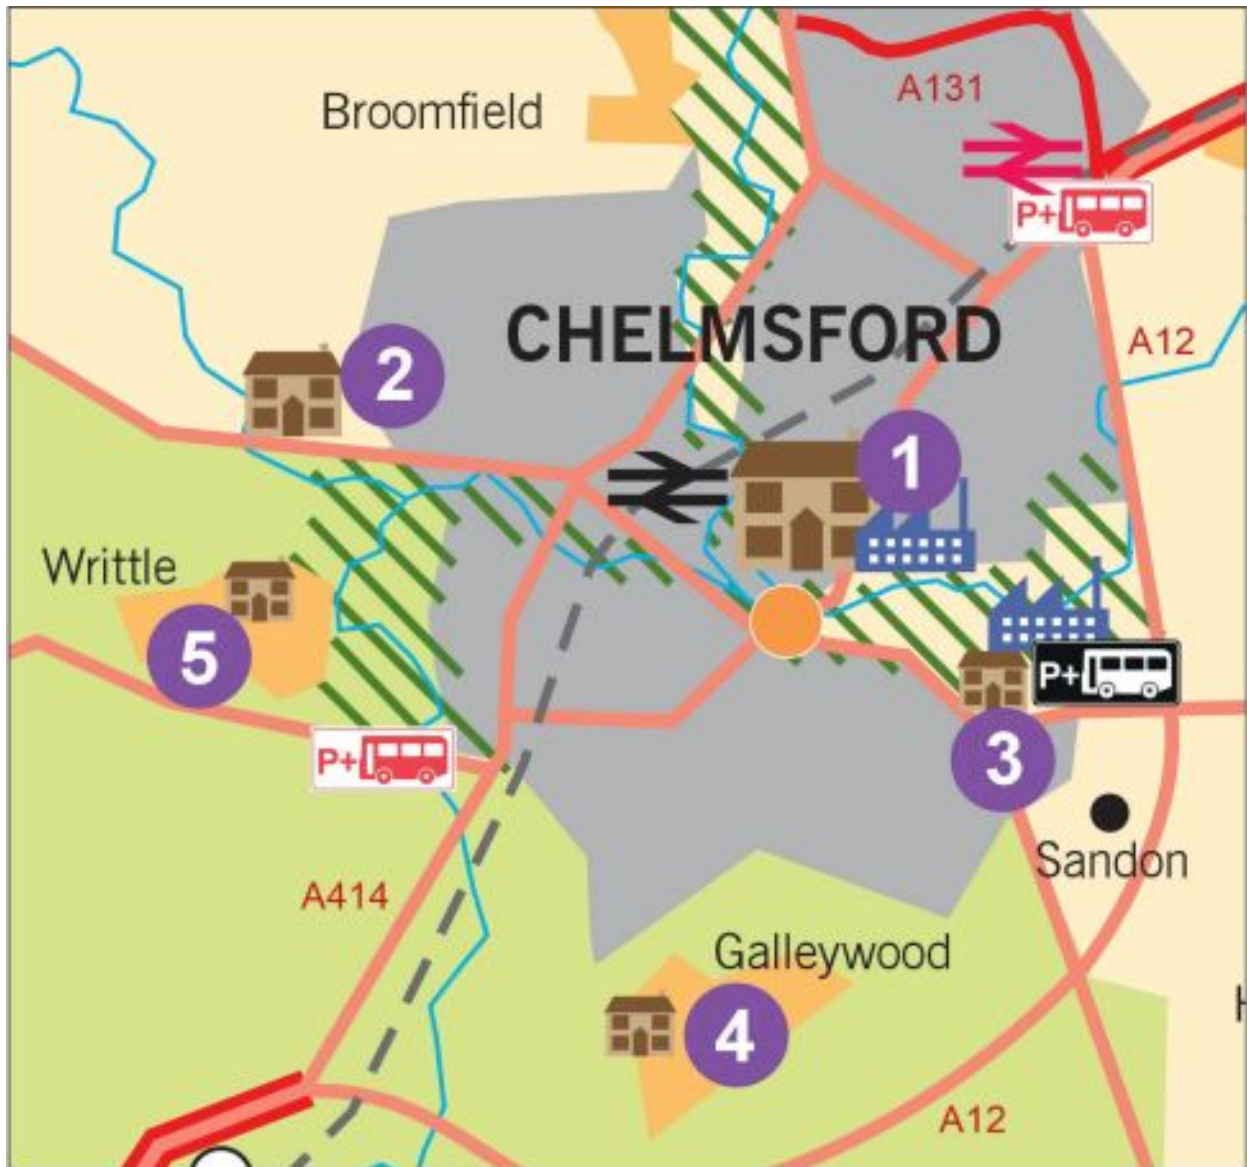 Broomfield
A131
P+
CHELMSFORD
A12
2
1
Writtle
5
P+
P+
3
Sandon
A414
Galleywood
4
A12